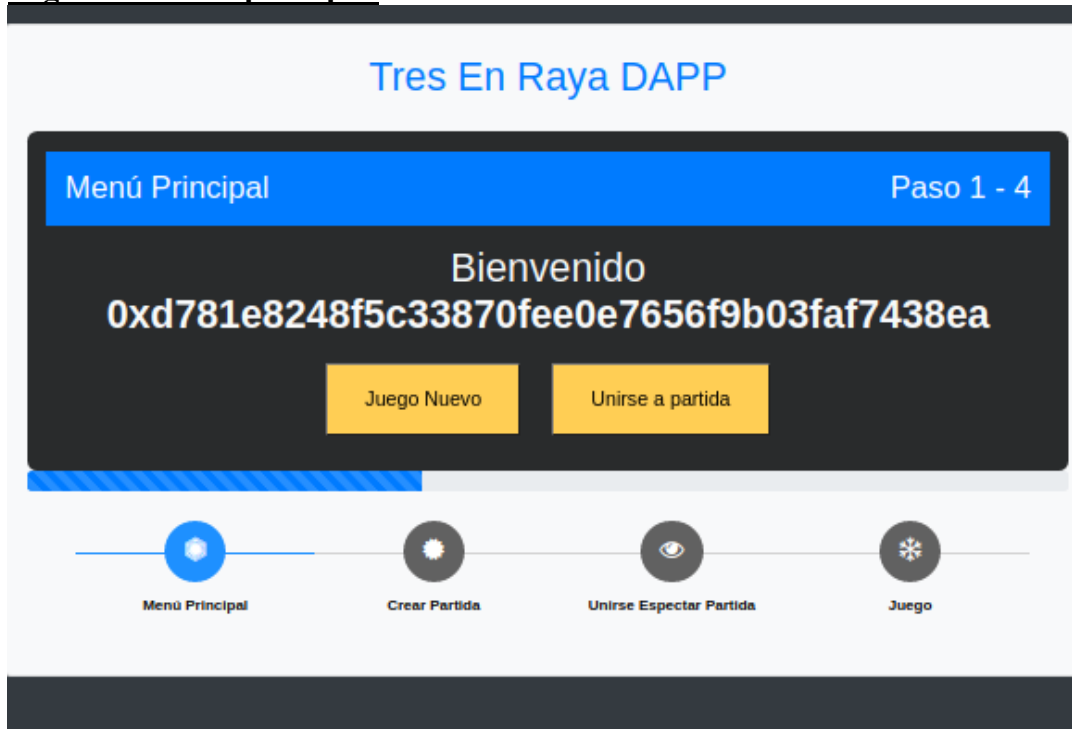 Tres En Raya DAPP
Menú Principal Paso 1 - 4
Bienvenido
0xd781e8248f5c33870fee0e7656f9b03faf7438ea
Juego Nuevo Unirse a partida
Menú Principal Crear Partida Unirse Espectar Partida Juego